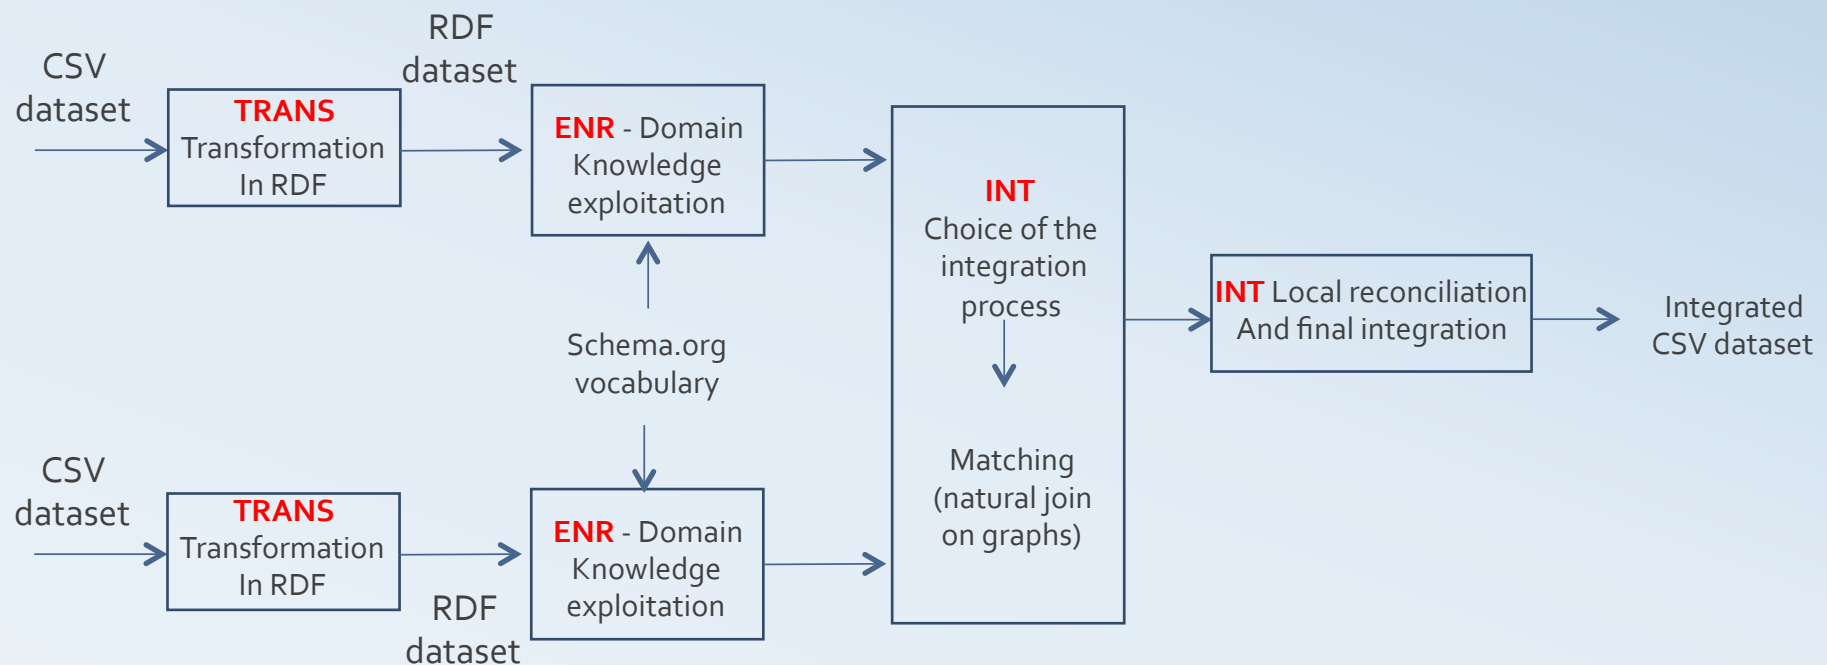 CSV
dataset
TRANS
Transformation
In RDF
RDF
dataset
ENR - Domain
Knowledge
exploitation
Schema.org
vocabulary
CSV
dataset
TRANS
Transformation
In RDF
RDF
dataset
ENR - Domain
Knowledge
exploitation
INT
Choice of the
integration
process
Matching
(natural join
on graphs)
INT Local reconciliation
And final integration
Integrated
CSV dataset